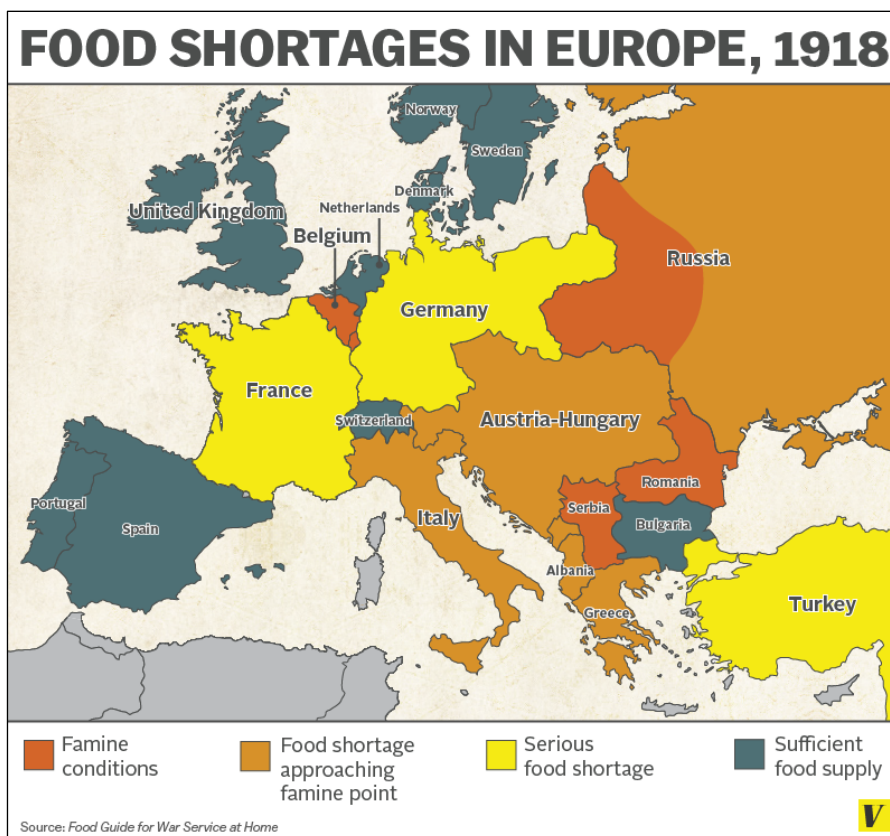 FOOD SHORTAGES IN EUROPE, 1918
Norway
Sweden
Denmark
United Kingdom
Netherlands
Belgium
Russia
Germany
France
Switzerland
Austria-Hungary
Romania
Serbia
Portugal
Spain
Italy
Bulgaria
Albania
Greece
Turkey
Famine
conditions
Food shortage
approaching
famine point
Serious
food shortage
Sufficient
food supply
Source: Food Guide for War Service at Home
V